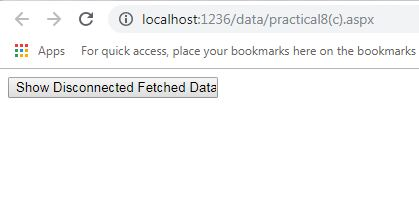 localhost:1236/data/practical8(c).aspx
Apps For quick access, place your bookmarks here on the bookmarks
Show Disconnected Fetched Data